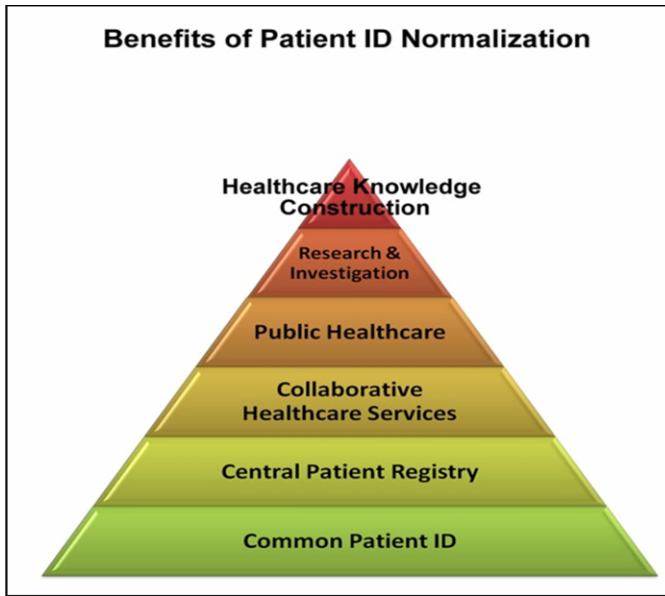 Benefits of Patient ID Normalization
Healthcare Knowledge
Construction
Research &
Investigation
Public Healthcare
Collaborative
Healthcare Services
Central Patient Registry
Common Patient ID